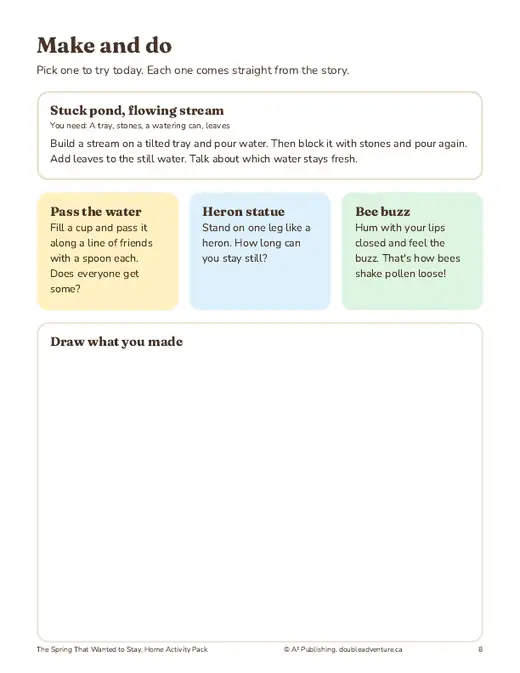 Make and do
Pick one to try today. Each one comes straight from the story.
Stuck pond, flowing stream
You need: A tray, stones, a watering can, leaves
Build a stream on a tilted tray and pour water. Then block it with stones and pour again.
Add leaves to the still water. Talk about which water stays fresh.
Pass the water
Fill a cup and pass it
along a line of friends
with a spoon each.
Does everyone get
some?
Heron statue
Stand on one leg like a
heron. How long can
you stay still?
Bee buzz
Hum with your lips
closed and feel the
buzz. That's how bees
shake pollen loose!
Draw what you made
The Spring That Wanted to Stay, Home Activity Pack
© A² Publishing. doubleadventure.ca
8